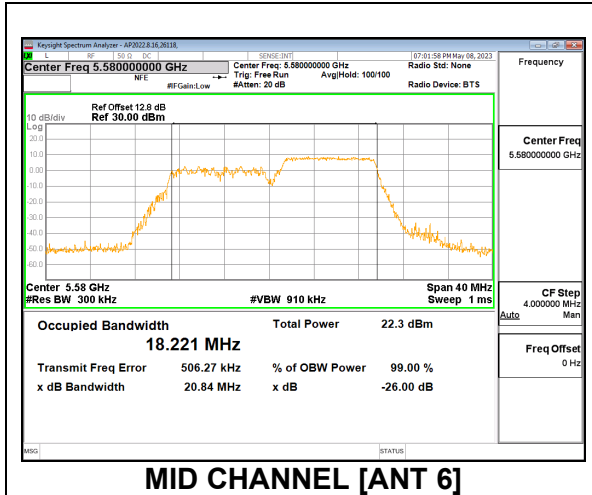 Keysight Spectrum Analyzer - AP2022.8.16,26118,
L RF 50 Ω DC SENSE:INT 07:01:58 PM May 08, 2023
Center Freq 5.580000000 GHz Center Freq: 5.580000000 GHz Radio Std: None Frequency
NFE Trig: Free Run Avg|Hold: 100/100
#IFGain:Low #Atten: 20 dB Radio Device: BTS
Ref Offset 12.8 dB
10 dB/div Ref 30.00 dBm
Log
20.0
10.0
0.00
-10.0
-20.0
-30.0
-40.0
-50.0
-60.0
Center Freq
5.580000000 GHz
Center 5.58 GHz Span 40 MHz
#Res BW 300 kHz #VBW 910 kHz Sweep 1 ms
CF Step
4.000000 MHz
Auto Man
Occupied Bandwidth Total Power 22.3 dBm
18.221 MHz
Transmit Freq Error 506.27 kHz % of OBW Power 99.00 %
x dB Bandwidth 20.84 MHz x dB -26.00 dB
Freq Offset
0 Hz
MSG STATUS
MID CHANNEL [ANT 6]